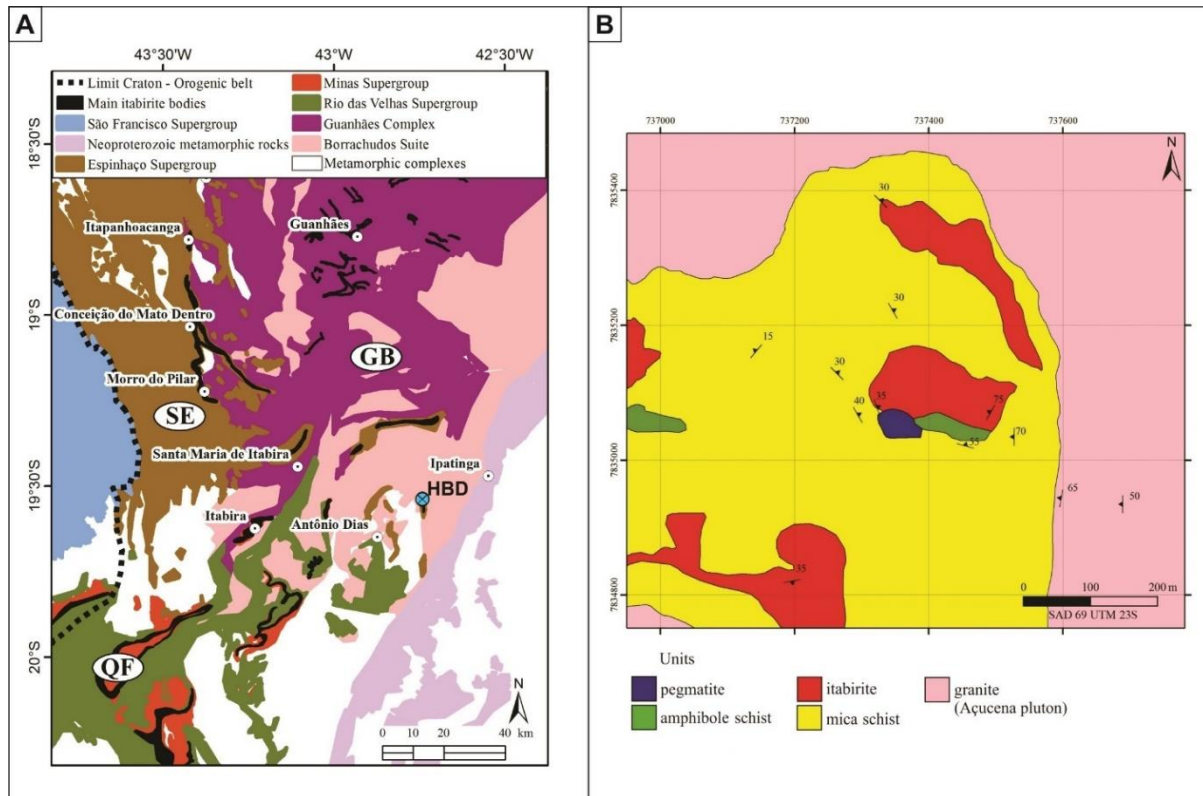 A
43°30'W 43°W 42°30'W
Limit Craton - Orogenic belt
Main itabirite bodies
São Francisco Supergroup
Neoproterozoic metamorphic rocks
Espinhaço Supergroup
Minas Supergroup
Rio das Velhas Supergroup
Guanhães Complex
Borrachudos Suite
Metamorphic complexes
18°30'S
Itapanhoacanga
Guanhães
19°S
Conceição do Mato Dentro
GB
Morro do Pilar
SE
Santa Maria de Itabira
Ipatinga
19°30'S
HBD
Itabira
Antônio Dias
20°S
QF
N
0 10 20 40
km
B
737000 737200 737400 737600
N
7835400
30
30
7835200
15
30
40
35
75
70
55
7835000
65
50
35
7834800
0 100 200 m
SAD 69 UTM 23S
Units
pegmatite
amphibole schist
itabirite
mica schist
granite
(Açucena pluton)